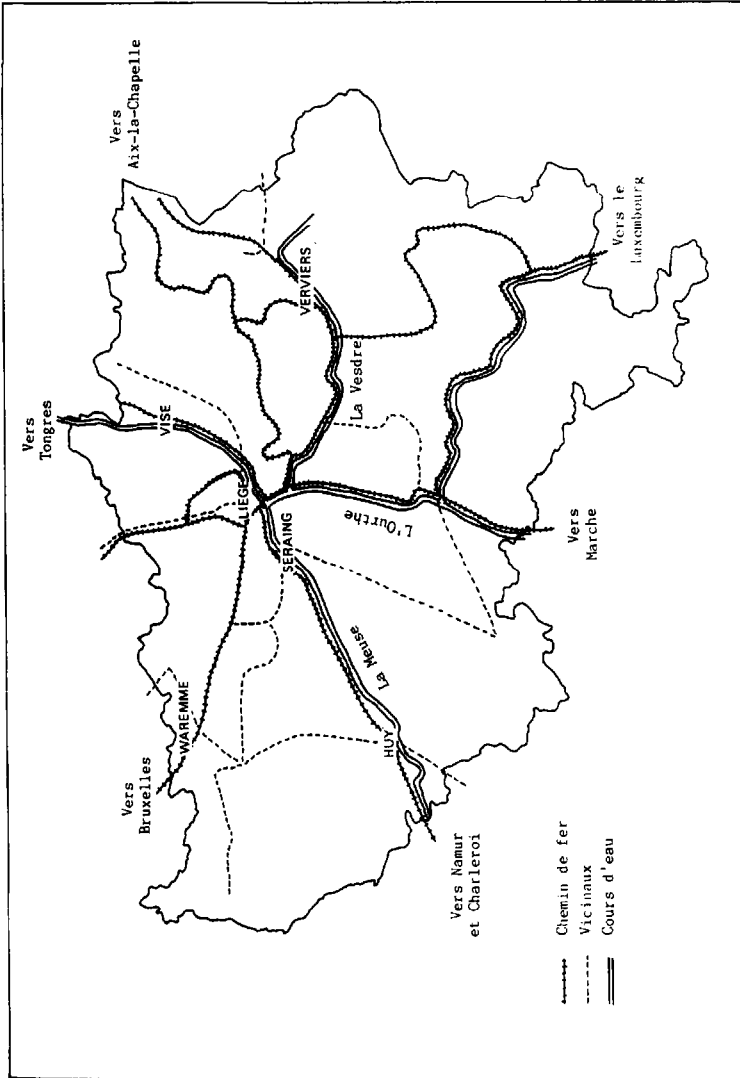 Vers
Aix-la-Chapelle
Vers
Tongres
VISE
VERVIERS
La Vesdre
LIEGE
SERAING
L'Ourthe
Vers le
Luxembourg
Vers
Marche
Vers
Bruxelles
WAREMME
La Meuse
HUY
Vers Namur
et Charleroi
Chemin de fer
Vicinaux
Cours d'eau